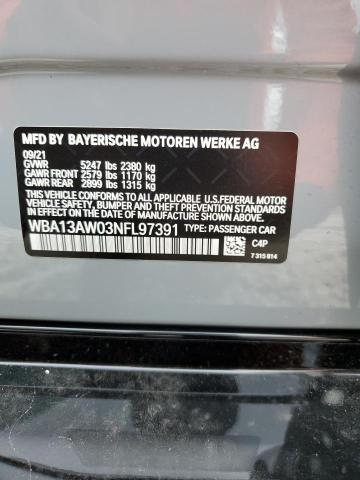 MFD BY BAYERISCHE MOTOREN WERKE AG
09/21
GVWR 5247 lbs 2380 kg
GAWR FRONT 2579 lbs 1170 kg
GAWR REAR 2899 lbs 1315 kg
THIS VEHICLE CONFORMS TO ALL APPLICABLE U.S.FEDERAL MOTOR
VEHICLE SAFETY, BUMPER, AND THEFT PREVENTION STANDARDS
IN EFFECT ON THE DATE OF MANUFACTURE SHOWN ABOVE.
WBA13AW03NFL97391 TYPE: PASSENGER CAR
C4P
7 315 814